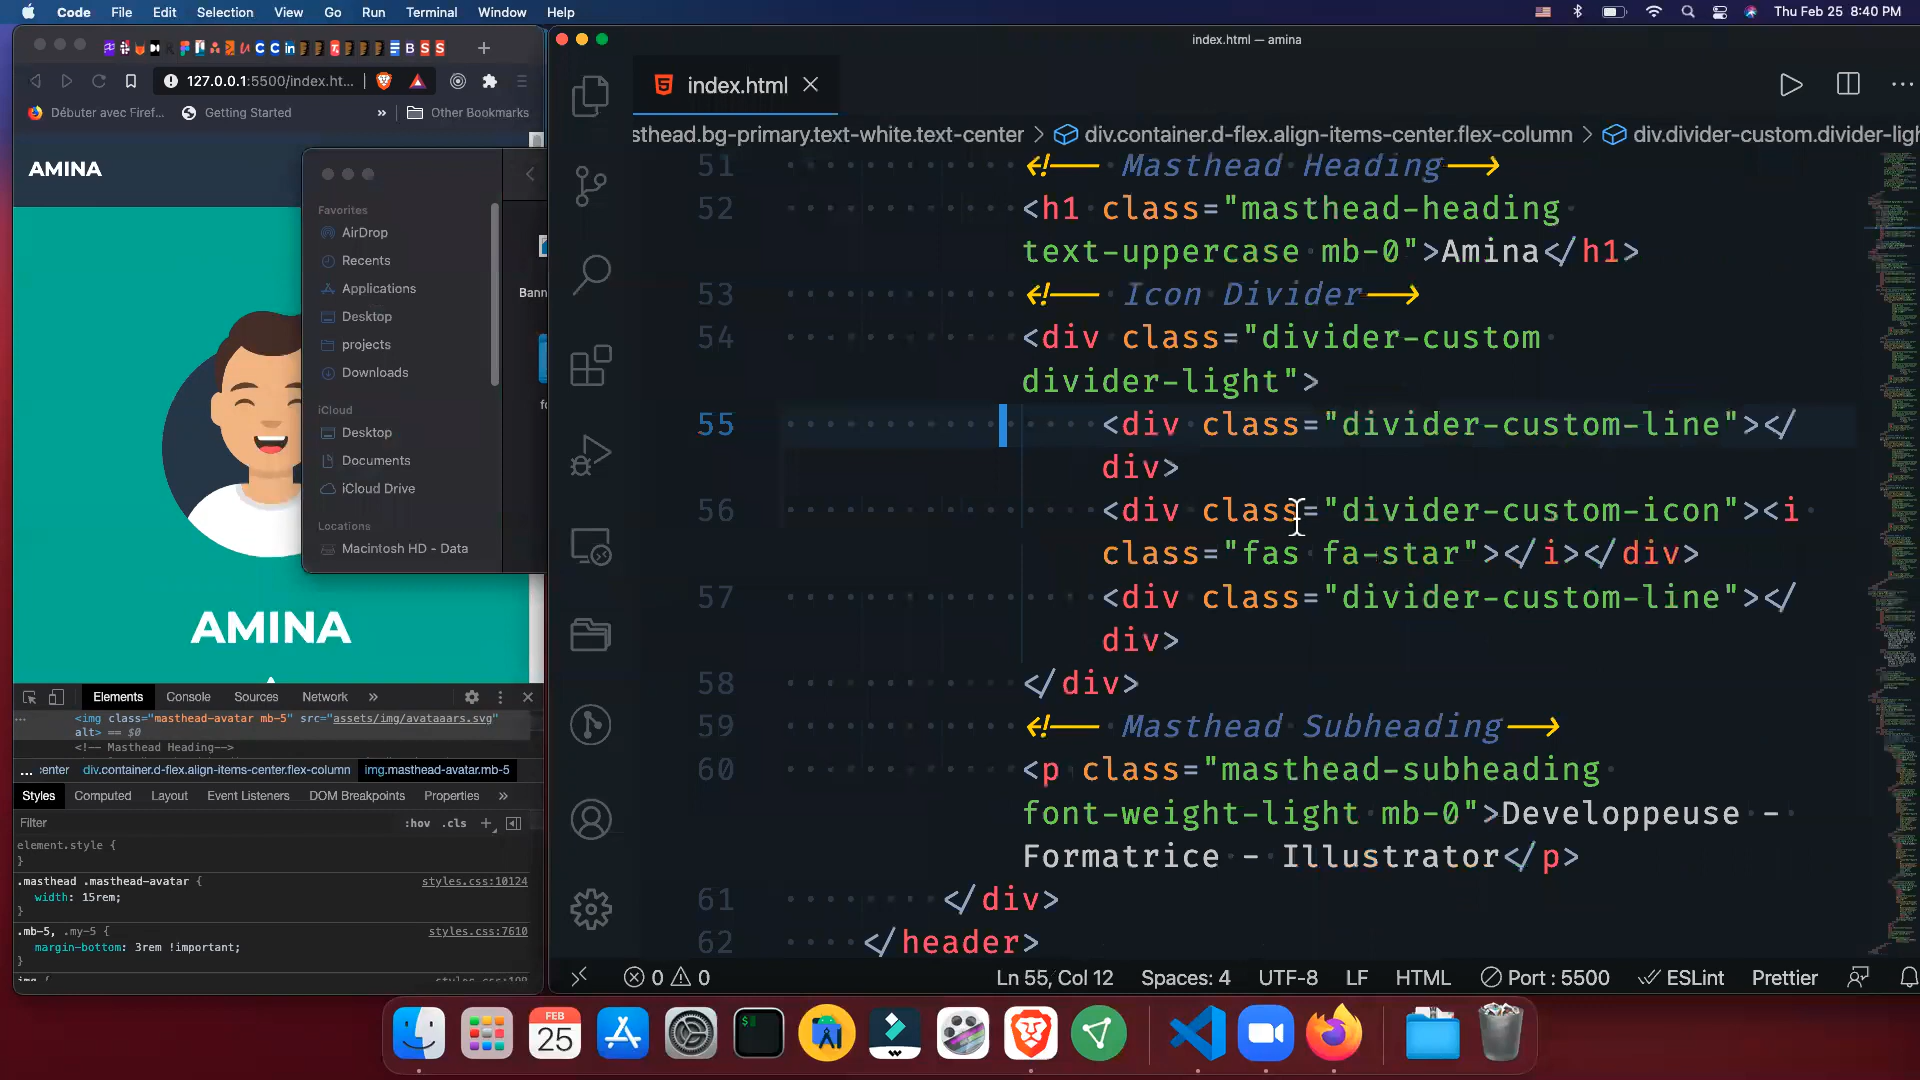 Code File Edit Selection View Go Run Terminal Window Help
Thu Feb 25 8:40 PM
127.0.0.1:5500/index.ht...
Débuter avec Firef... Getting Started » Other Bookmarks
AMINA
Favorites
AirDrop
Recents
Applications
Desktop
projects
Downloads
iCloud
Desktop
Documents
iCloud Drive
Locations
Macintosh HD - Data
Bann
fo
AMINA
Elements Console Sources Network »
<img class="masthead-avatar mb-5" src="assets/img/avataaars.svg"
alt> == $0
<!-- Masthead Heading-->
... center div.container.d-flex.align-items-center.flex-column img.masthead-avatar.mb-5
Styles Computed Layout Event Listeners DOM Breakpoints Properties »
Filter :hov .cls +
element.style {
}
.masthead .masthead-avatar { styles.css:10124
width: 15rem;
}
.mb-5, .my-5 { styles.css:7610
margin-bottom: 3rem !important;
}
index.html — amina
index.html
sthead.bg-primary.text-white.text-center > div.container.d-flex.align-items-center.flex-column > div.divider-custom.divider-ligh
51 <!-- Masthead Heading-->
52 <h1 class="masthead-heading
text-uppercase mb-0">Amina</h1>
53 <!-- Icon Divider-->
54 <div class="divider-custom
divider-light">
55 <div class="divider-custom-line"></
div>
56 <div class="divider-custom-icon"><i
class="fas fa-star"></i></div>
57 <div class="divider-custom-line"></
div>
58 </div>
59 <!-- Masthead Subheading-->
60 <p class="masthead-subheading
font-weight-light mb-0">Developpeuse -
Formatrice - Illustrator</p>
61 </div>
62 </header>
0 0 Ln 55, Col 12 Spaces: 4 UTF-8 LF HTML Port : 5500 ESLint Prettier
FEB
25